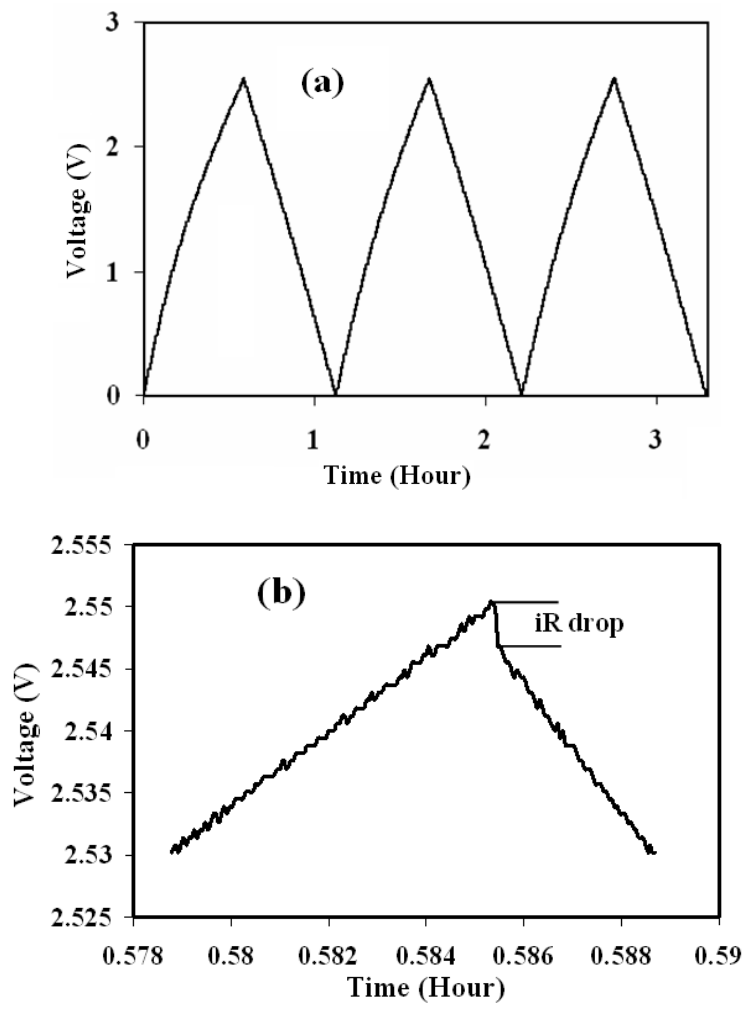 3
(a)
2
Voltage (V)
1
0
0 1 2 3
Time (Hour)
2.555
(b)
2.55
iR drop
2.545
Voltage (V)
2.54
2.535
2.53
2.525
0.578 0.58 0.582 0.584 0.586 0.588 0.59
Time (Hour)